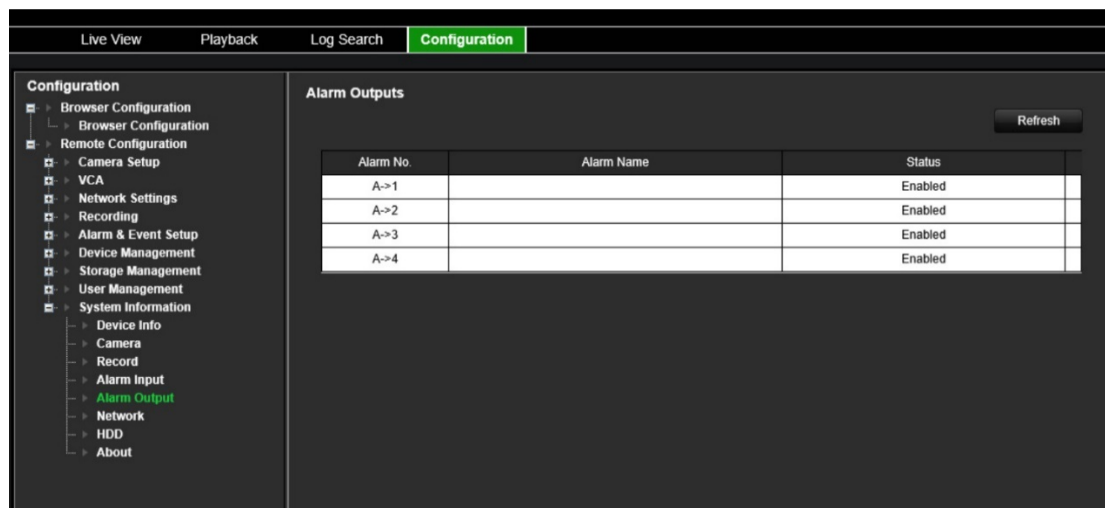 Live View Playback Log Search Configuration
Configuration
Browser Configuration
Browser Configuration
Remote Configuration
Camera Setup
VCA
Network Settings
Recording
Alarm & Event Setup
Device Management
Storage Management
User Management
System Information
Device Info
Camera
Record
Alarm Input
Alarm Output
Network
HDD
About
Alarm Outputs
Refresh
Alarm No. Alarm Name Status
A->1 Enabled
A->2 Enabled
A->3 Enabled
A->4 Enabled